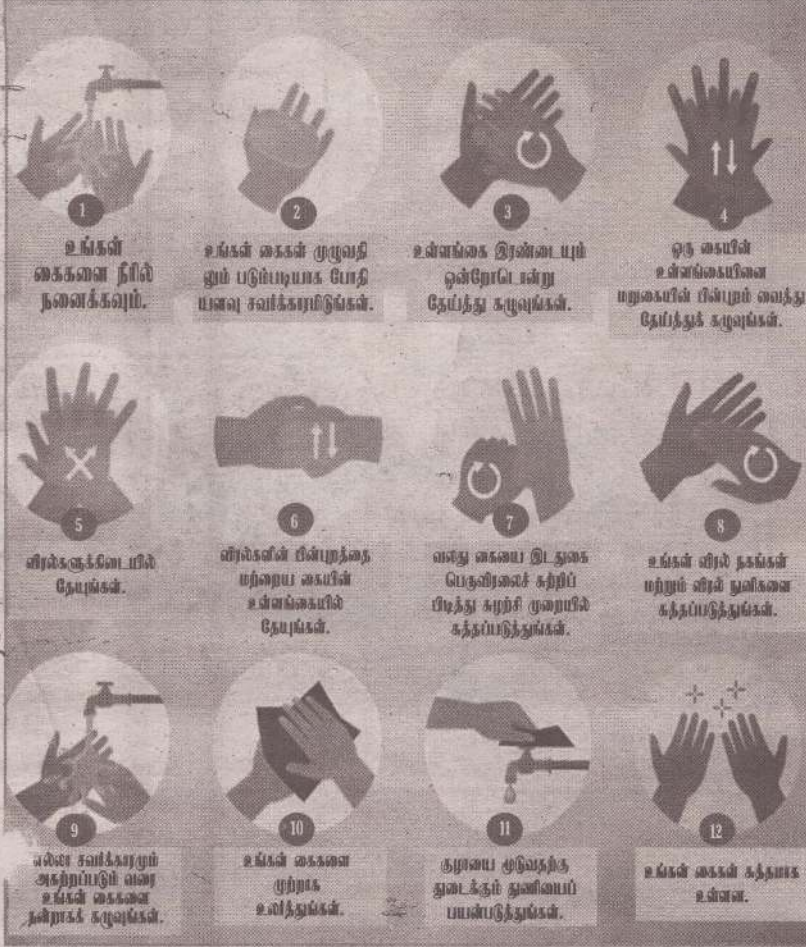 1
உங்கள்
கைகளை நீரில்
நனைக்கவும்.
2
உங்கள் கைகள் முழுவதி
லும் படும்படியாக போதி
யளவு சவர்க்காரமிடுங்கள்.
3
உள்ளங்கை இரண்டையும்
ஒன்றோடொன்று
தேய்த்து கழுவுங்கள்.
4
ஒரு கையின்
உள்ளங்கையினை
மறுகையின் பின்புறம் வைத்து
தேய்த்துக் கழுவுங்கள்.
5
விரல்களுக்கிடையில்
தேயுங்கள்.
6
விரல்களின் பின்புறத்தை
மற்றைய கையின்
உள்ளங்கையில்
தேயுங்கள்.
7
வலது கையை இடதுகை
பெருவிரலைச் சுற்றிப்
பிடித்து சுழற்சி முறையில்
சுத்தப்படுத்துங்கள்.
8
உங்கள் விரல் நகங்கள்
மற்றும் விரல் நுனிகளை
சுத்தப்படுத்துங்கள்.
9
எல்லா சவர்க்காரமும்
அகற்றப்படும் வரை
உங்கள் கைகளை
நன்றாகக் கழுவுங்கள்.
10
உங்கள் கைகளை
முற்றாக
உலர்த்துங்கள்.
11
குழாயை மூடுவதற்கு
துடைக்கும் துணியைப்
பயன்படுத்துங்கள்.
12
உங்கள் கைகள் சுத்தமாக
உள்ளன.